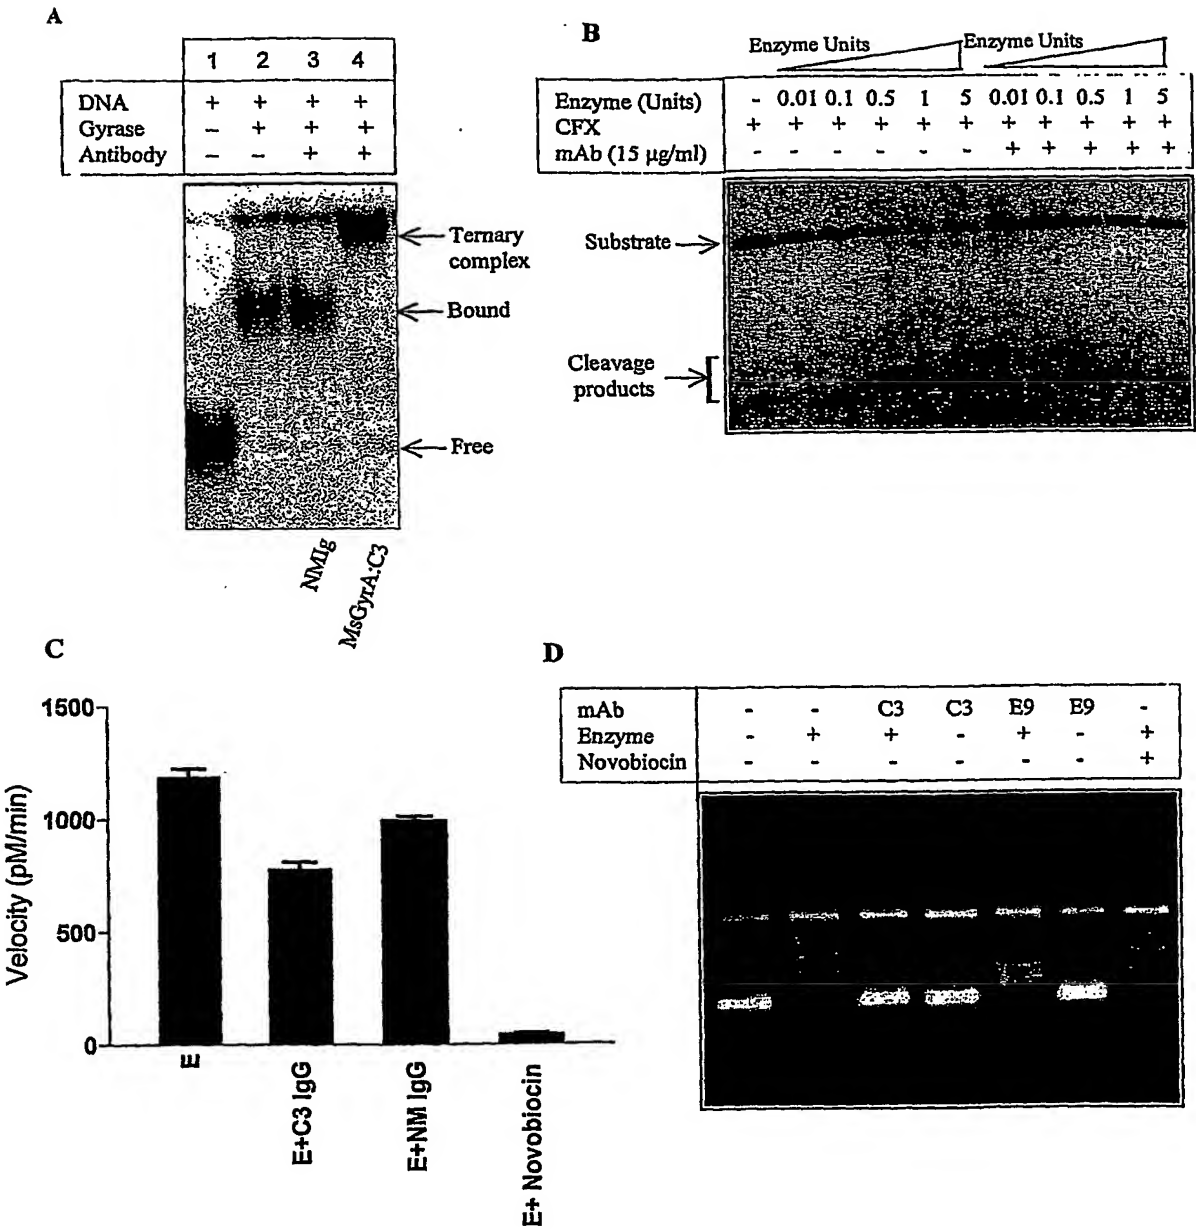 A
1 2 3 4
DNA + + + +
Gyrase – + + +
Antibody – – + +
Ternary
complex
Bound
Free
NMIg
MsGyrA:C3
B
Enzyme Units Enzyme Units
Enzyme (Units) - 0.01 0.1 0.5 1 5 0.01 0.1 0.5 1 5
CFX + + + + + + + + + + +
mAb (15 µg/ml) - - - - - - + + + + +
Substrate
Cleavage
products
C
Velocity (pM/min)
1500
1000
500
0
E
E+C3 IgG
E+NM IgG
E+ Novobiocin
D
mAb - - C3 C3 E9 E9 -
Enzyme - + + - + - +
Novobiocin - - - - - - +